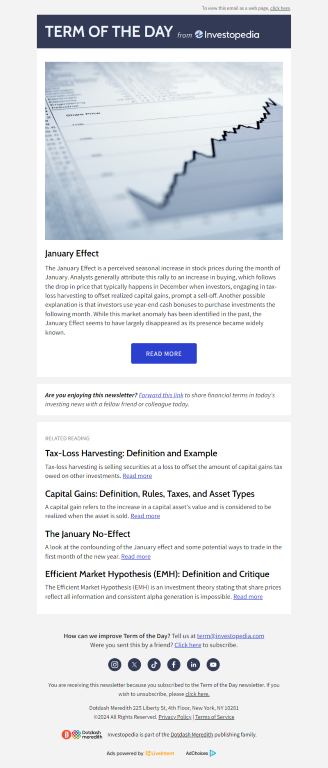 To view this email as a web page, click here.
TERM OF THE DAY from Investopedia
January Effect
The January Effect is a perceived seasonal increase in stock prices during the month of
January. Analysts generally attribute this rally to an increase in buying, which follows
the drop in price that typically happens in December when investors, engaging in tax-
loss harvesting to offset realized capital gains, prompt a sell-off. Another possible
explanation is that investors use year-end cash bonuses to purchase investments the
following month. While this market anomaly has been identified in the past, the
January Effect seems to have largely disappeared as its presence became widely
known.
READ MORE
Are you enjoying this newsletter? Forward this link to share financial terms in today's
investing news with a fellow friend or colleague today.
RELATED READING
Tax-Loss Harvesting: Definition and Example
Tax-loss harvesting is selling securities at a loss to offset the amount of capital gains tax
owed on other investments. Read more
Capital Gains: Definition, Rules, Taxes, and Asset Types
A capital gain refers to the increase in a capital asset's value and is considered to be
realized when the asset is sold. Read more
The January No-Effect
A look at the confounding of the January effect and some potential ways to trade in the
first month of the new year. Read more
Efficient Market Hypothesis (EMH): Definition and Critique
The Efficient Market Hypothesis (EMH) is an investment theory stating that share prices
reflect all information and consistent alpha generation is impossible. Read more
How can we improve Term of the Day? Tell us at term@investopedia.com
Were you sent this by a friend? Click here to subscribe.
You are receiving this newsletter because you subscribed to the Term of the Day newsletter. If you
wish to unsubscribe, please click here.
Dotdash Meredith 225 Liberty St, 4th Floor, New York, NY 10281
©2024 All Rights Reserved. Privacy Policy | Terms of Service
Dotdash meredith Investopedia is part of the Dotdash Meredith publishing family.
Ads powered by LiveIntent AdChoices